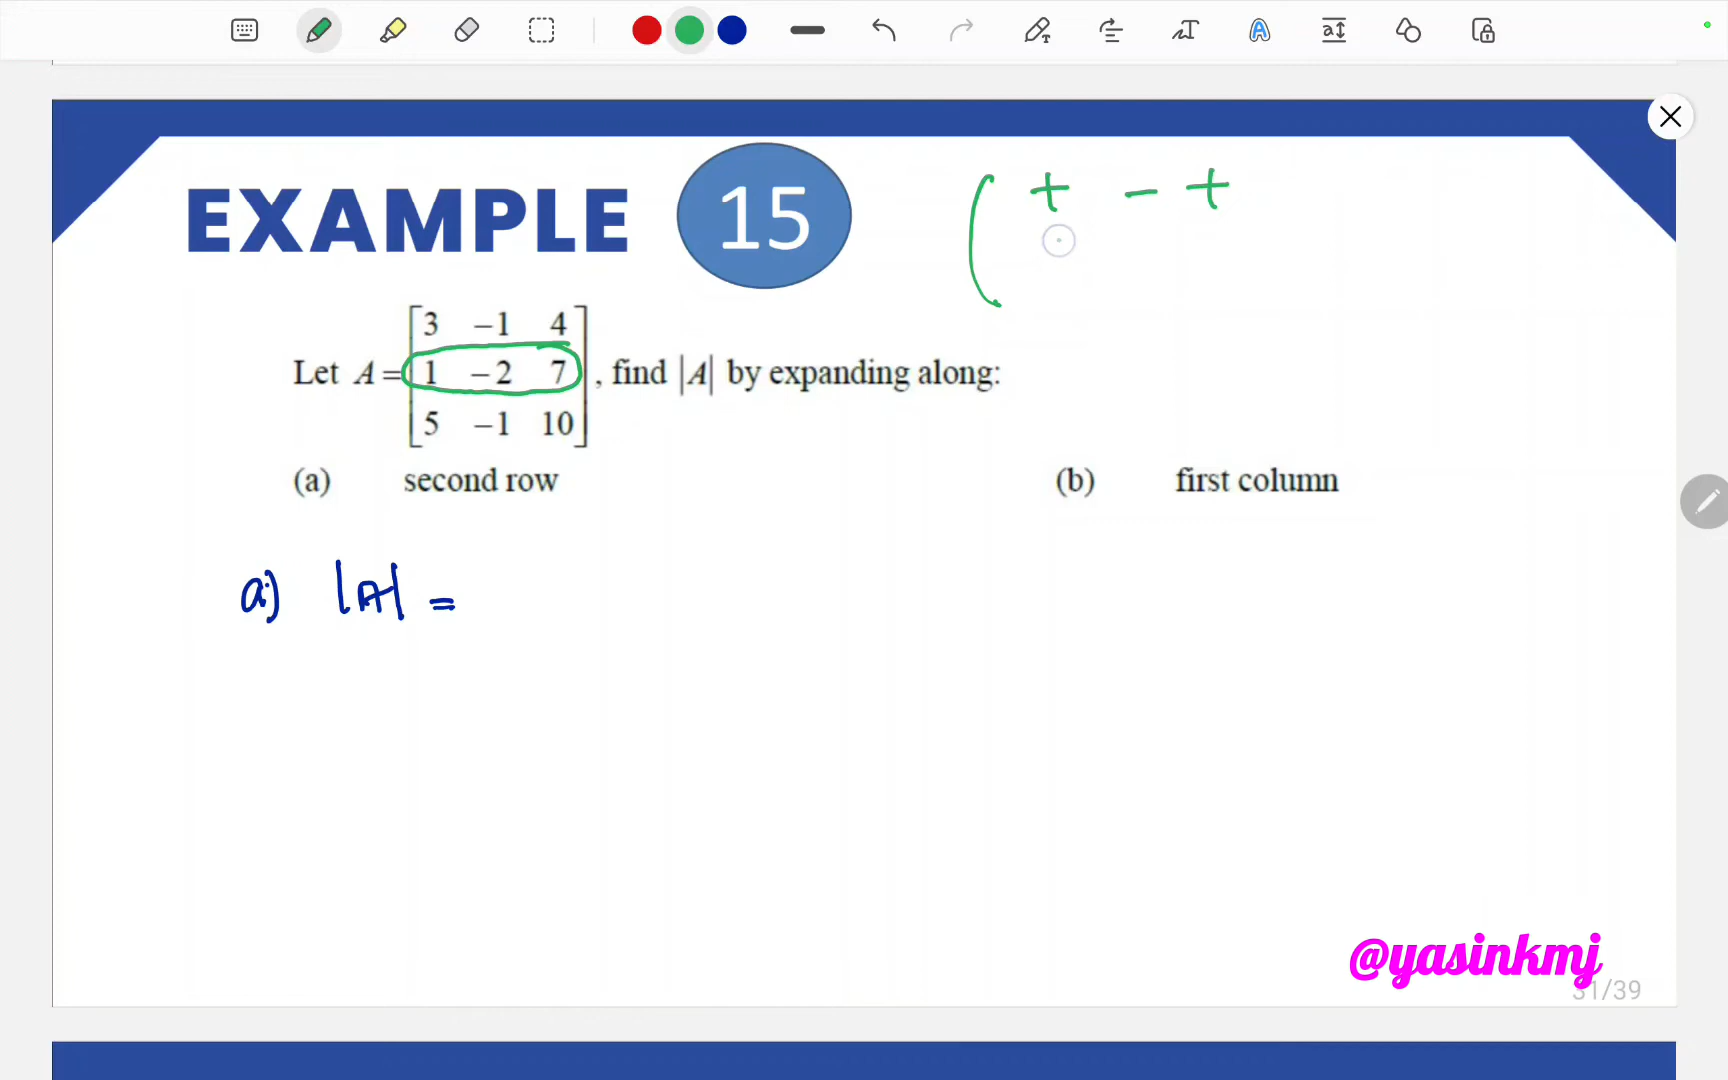 EXAMPLE 15
( + - +
Let A = [3 −1 4
1 −2 7
5 −1 10] , find |A| by expanding along:
(a) second row (b) first column
a) |A| =
@yasinkmj
31/39